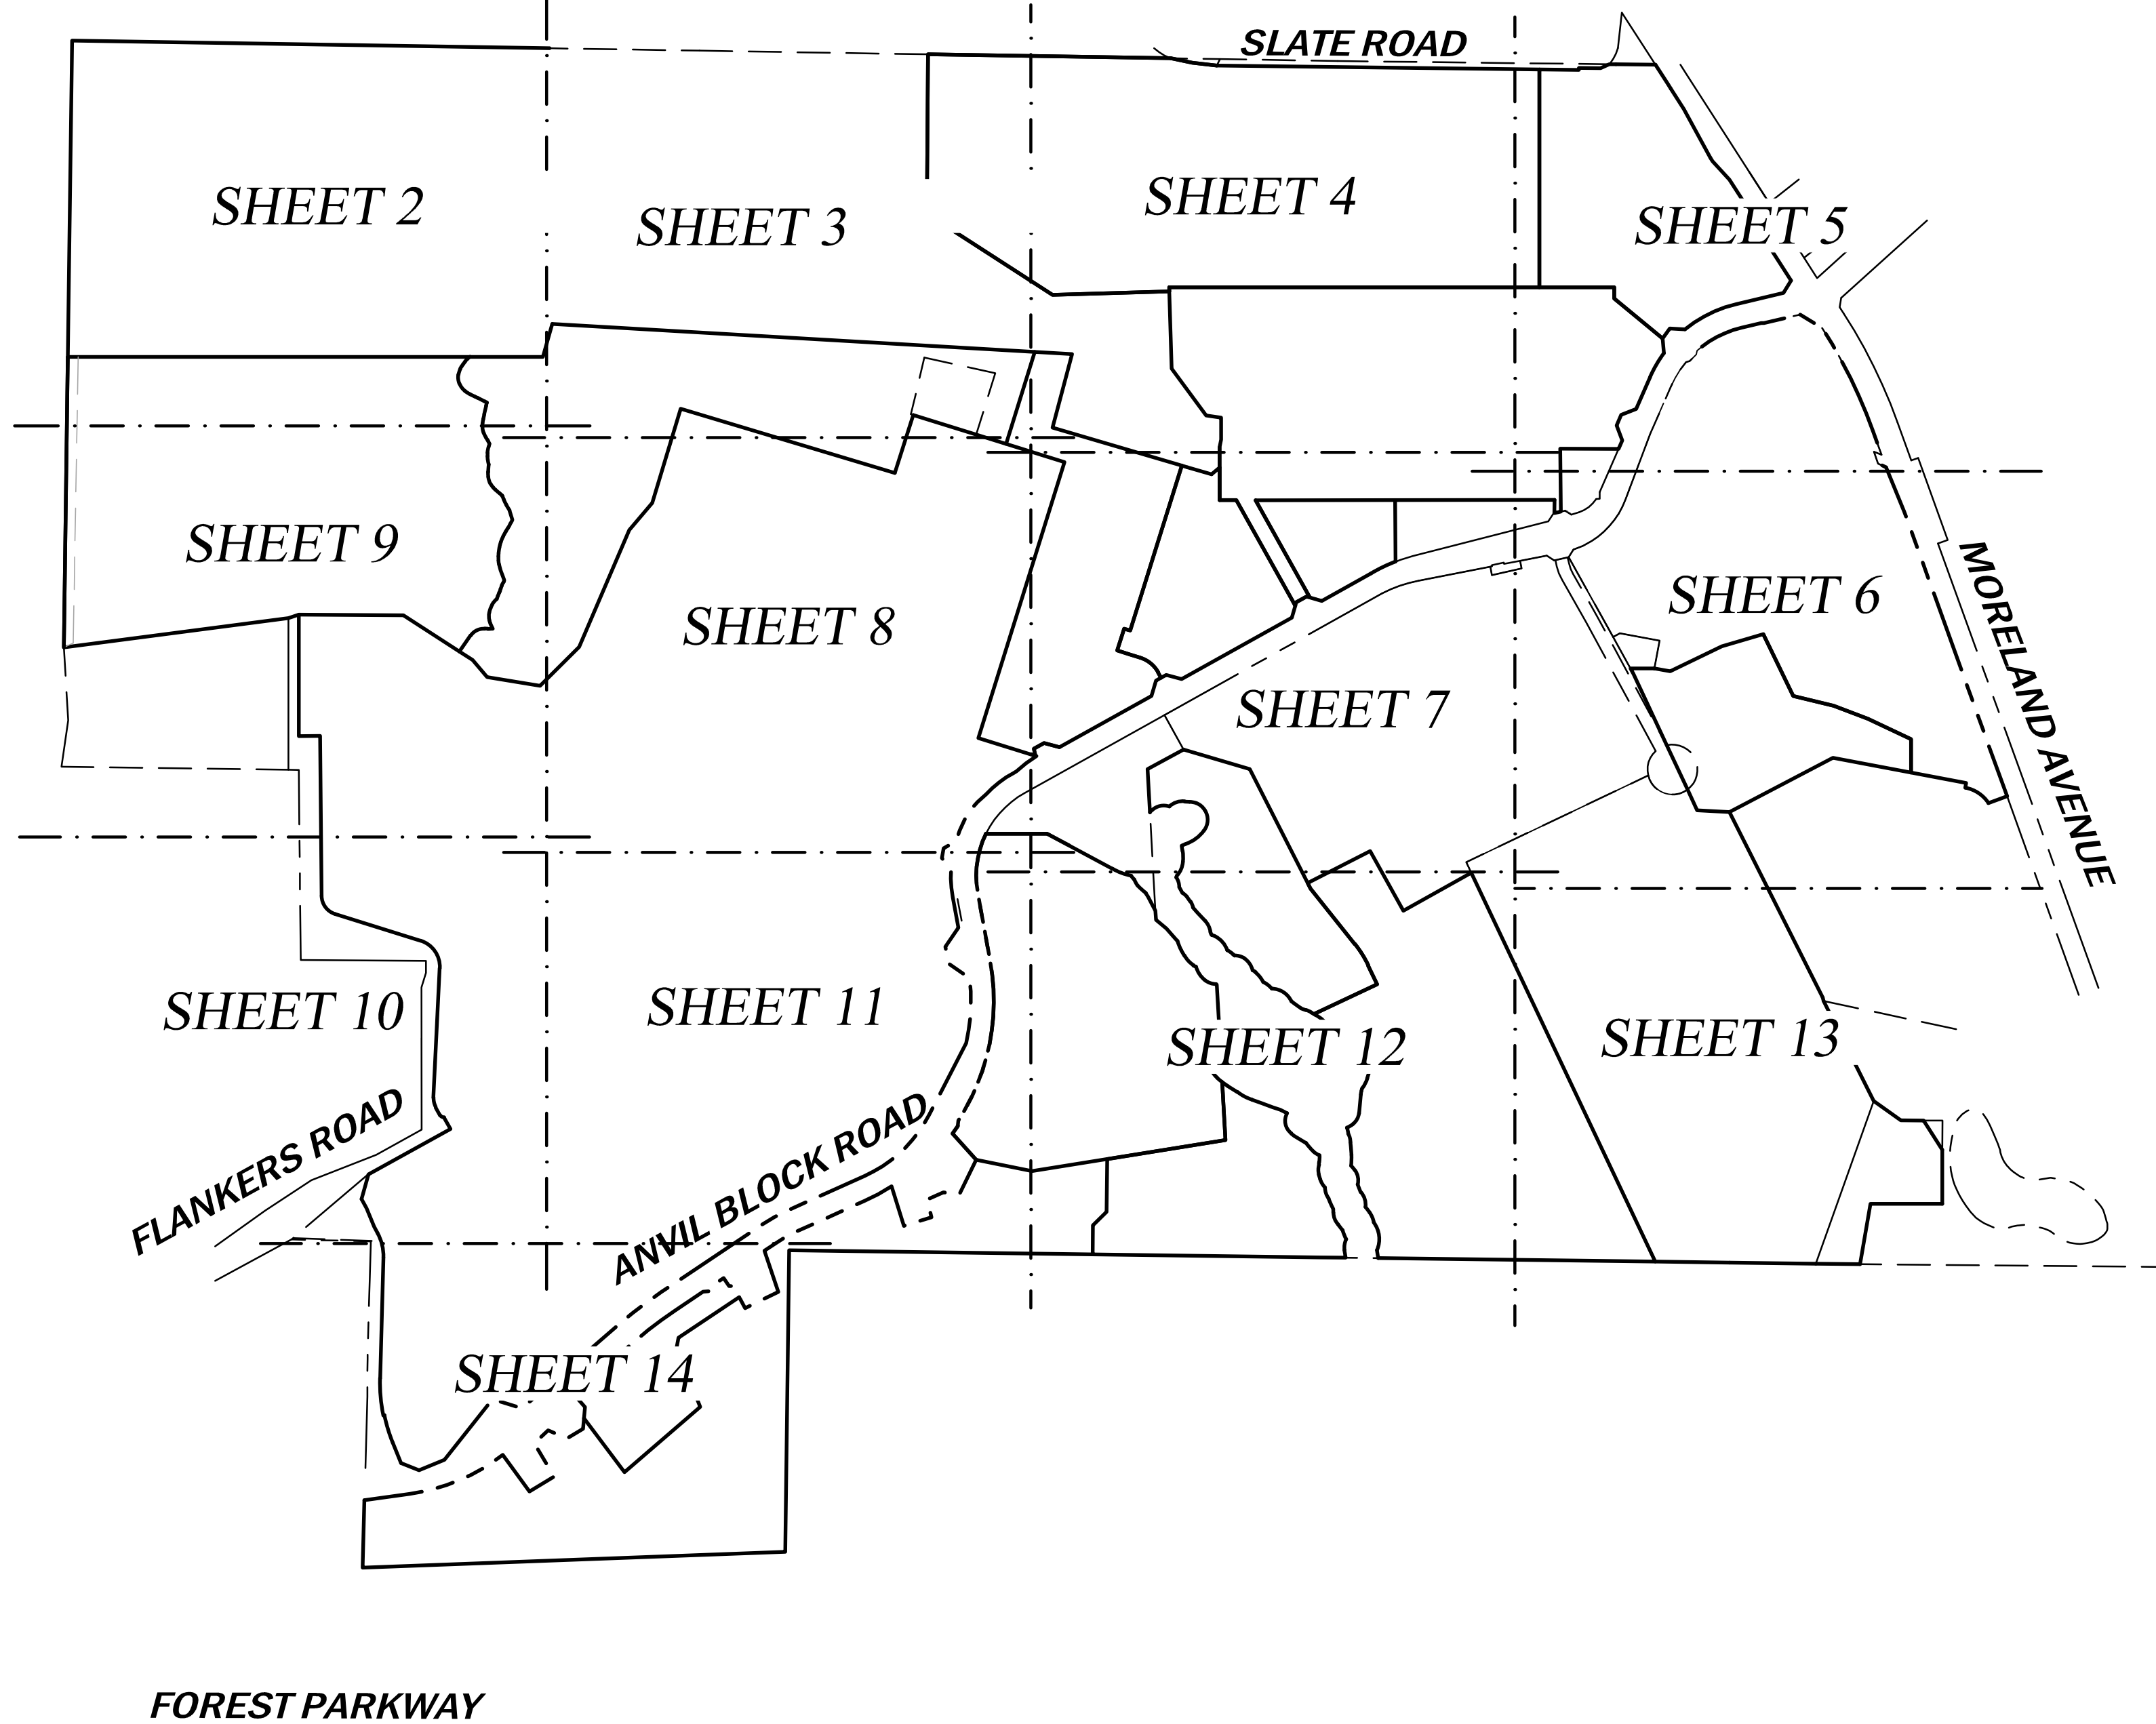 SLATE ROAD
SHEET 2
SHEET 3
SHEET 4
SHEET 5
SHEET 9
SHEET 8
SHEET 7
SHEET 6
MORELAND AVENUE
SHEET 10
SHEET 11
SHEET 12
SHEET 13
FLANKERS ROAD
ANVIL BLOCK ROAD
SHEET 14
FOREST PARKWAY